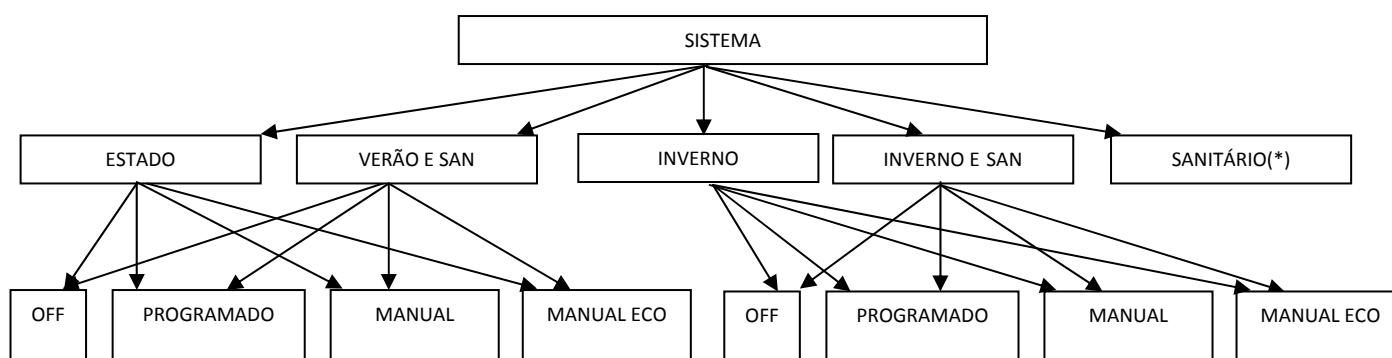 SISTEMA
ESTADO
VERÃO E SAN
INVERNO
INVERNO E SAN
SANITÁRIO(*)
OFF
PROGRAMADO
MANUAL
MANUAL ECO
OFF
PROGRAMADO
MANUAL
MANUAL ECO